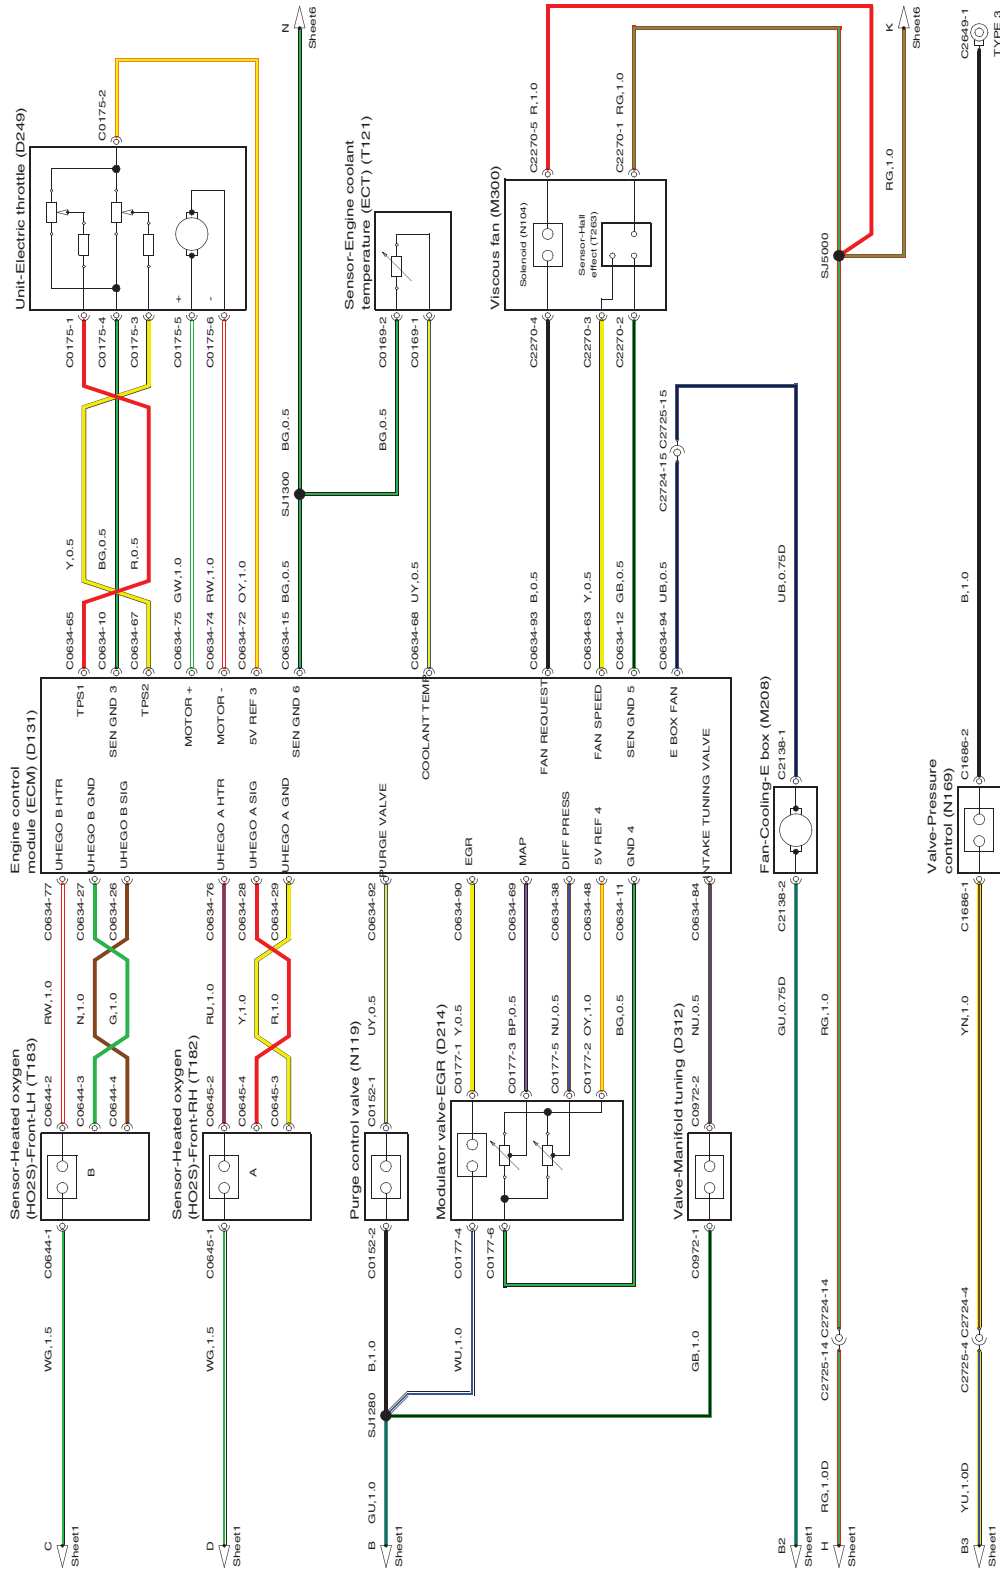 N
Sheet6
K
Sheet6
C2649-1
TYPE 3
Unit-Electric throttle (D249)
C0175-2
+
-
C0175-1
C0175-4
C0175-3
C0175-5
C0175-6
Sensor-Engine coolant
temperature (ECT) (T121)
C0169-2
C0169-1
Viscous fan (M300)
C2270-5
R,1.0
C2270-1
RG,1.0
Solenoid (N104)
Sensor-Hall
effect (T263)
C2270-4
C2270-3
C2270-2
RG,1.0
SJ5000
Y,0.5
BG,0.5
R,0.5
GW,1.0
RW,1.0
OY,1.0
SJ1300
BG,0.5
BG,0.5
BG,0.5
UY,0.5
B,0.5
Y,0.5
GB,0.5
UB,0.5
C2724-15
C2725-15
UB,0.75D
B,1.0
C0634-65
C0634-10
C0634-67
C0634-75
C0634-74
C0634-72
C0634-15
C0634-68
C0634-93
C0634-63
C0634-12
C0634-94
Engine control
module (ECM) (D131)
TPS1
SEN GND 3
TPS2
MOTOR +
MOTOR -
5V REF 3
SEN GND 6
COOLANT TEMP
FAN REQUEST
FAN SPEED
SEN GND 5
E BOX FAN
UHEGO B HTR
UHEGO B GND
UHEGO B SIG
UHEGO A HTR
UHEGO A SIG
UHEGO A GND
PURGE VALVE
EGR
MAP
DIFF PRESS
5V REF 4
GND 4
INTAKE TUNING VALVE
Fan-Cooling-E box (M208)
C2138-1
C2138-2
Valve-Pressure
control (N169)
C1686-2
C1686-1
C0634-77
C0634-27
C0634-26
C0634-76
C0634-28
C0634-29
C0634-92
C0634-90
C0634-69
C0634-38
C0634-48
C0634-11
C0634-84
RW,1.0
N,1.0
G,1.0
RU,1.0
Y,1.0
R,1.0
UY,0.5
Y,0.5
BP,0.5
NU,0.5
OY,1.0
BG,0.5
NU,0.5
GU,0.75D
RG,1.0
YN,1.0
Sensor-Heated oxygen
(HO2S)-Front-LH (T183)
C0644-2
C0644-3
C0644-4
B
C0644-1
Sensor-Heated oxygen
(HO2S)-Front-RH (T182)
C0645-2
C0645-4
C0645-3
A
C0645-1
Purge control valve (N119)
C0152-1
C0152-2
Modulator valve-EGR (D214)
C0177-1
C0177-3
C0177-5
C0177-2
C0177-4
C0177-6
Valve-Manifold tuning (D312)
C0972-2
C0972-1
WG,1.5
WG,1.5
B,1.0
WU,1.0
GB,1.0
SJ1280
GU,1.0
C2725-14
C2724-14
C2725-4
C2724-4
RG,1.0D
YU,1.0D
C
Sheet1
D
Sheet1
B
Sheet1
B2
Sheet1
H
Sheet1
B3
Sheet1